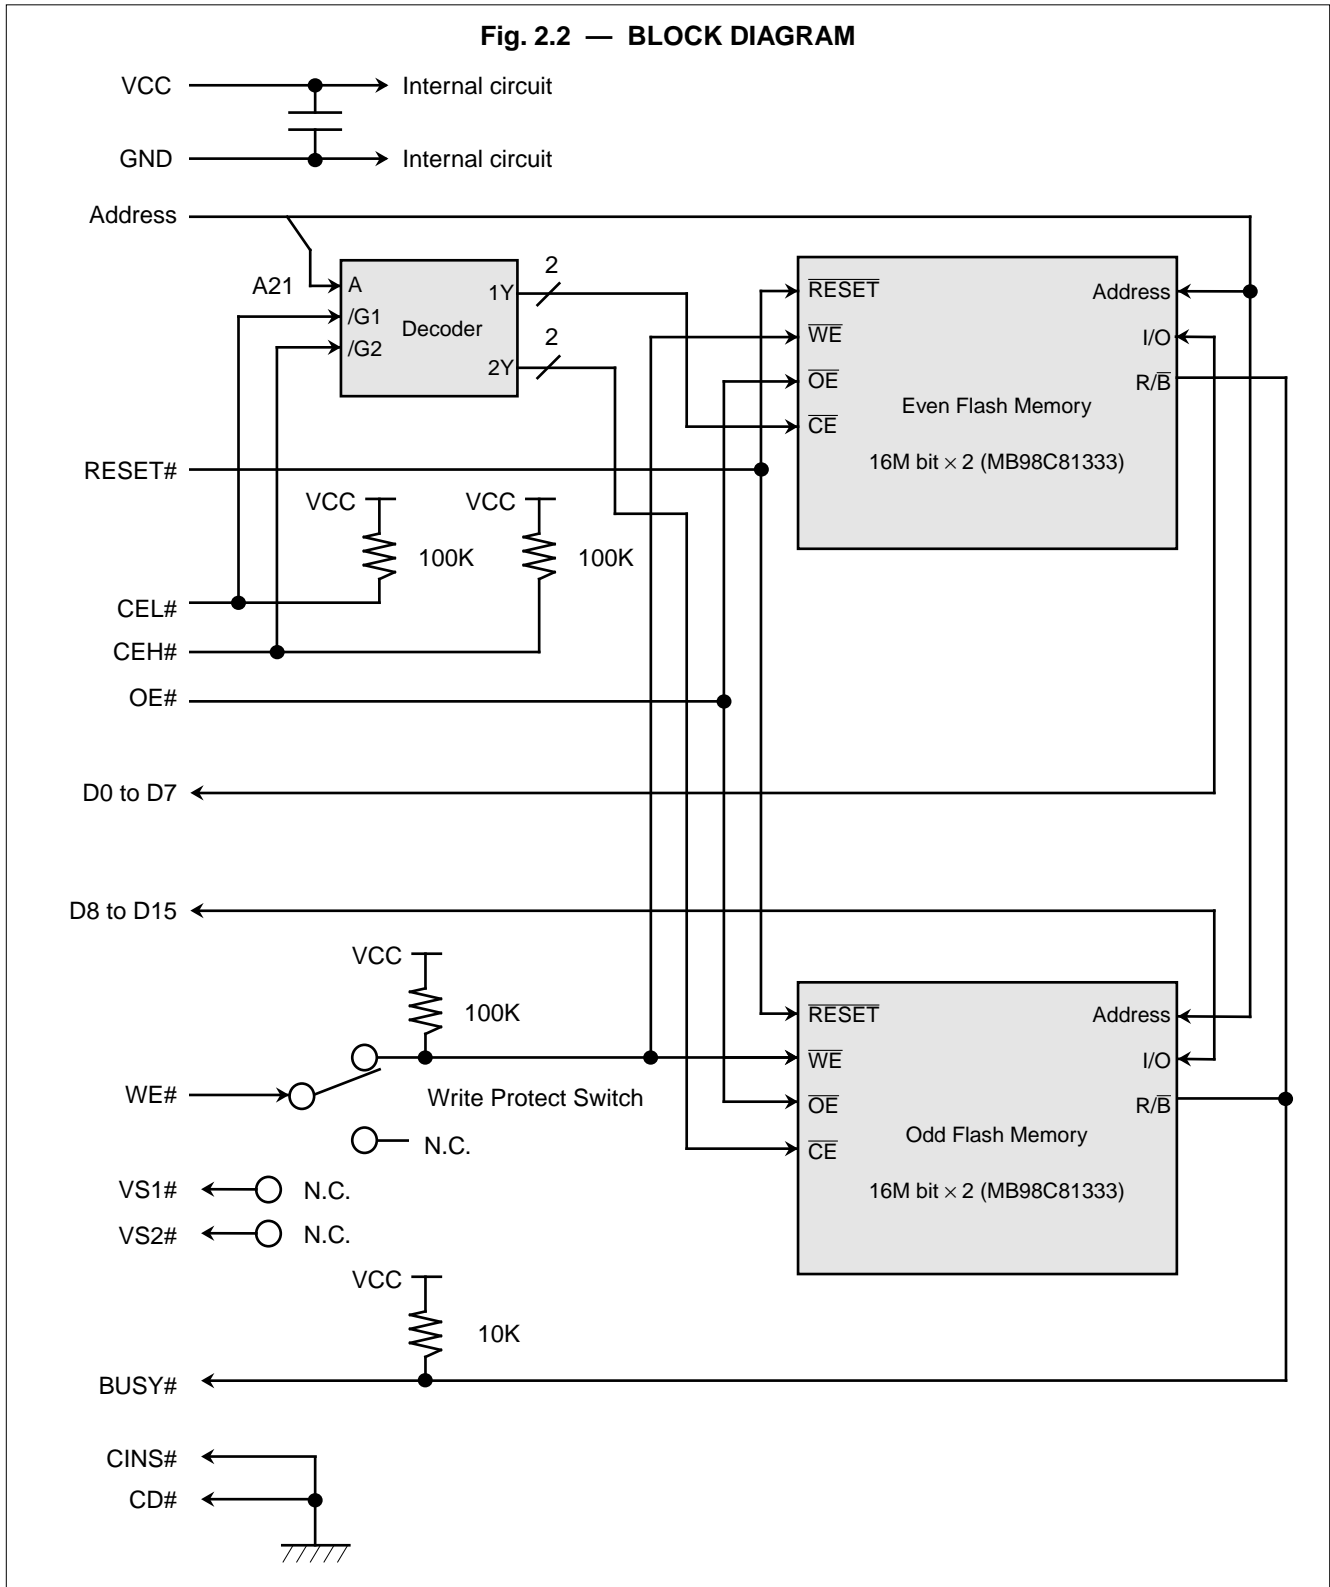 Fig. 2.2 — BLOCK DIAGRAM
VCC
Internal circuit
GND
Internal circuit
Address
A21
A
/G1
/G2
Decoder
1Y
2Y
2
2
RESET
WE
OE
CE
Address
I/O
R/B
Even Flash Memory
16M bit × 2 (MB98C81333)
RESET#
VCC
100K
VCC
100K
CEL#
CEH#
OE#
D0 to D7
D8 to D15
VCC
100K
WE#
Write Protect Switch
N.C.
RESET
WE
OE
CE
Address
I/O
R/B
Odd Flash Memory
16M bit × 2 (MB98C81333)
VS1#
N.C.
VS2#
N.C.
VCC
10K
BUSY#
CINS#
CD#